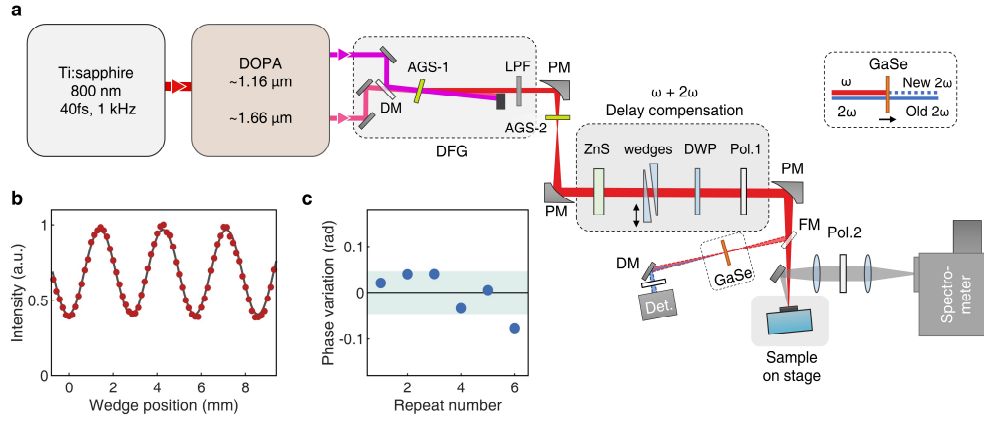 a
Ti:sapphire
800 nm
40fs, 1 kHz
DOPA
~1.16 µm
~1.66 µm
AGS-1
LPF
DM
DFG
PM
AGS-2
PM
ω + 2ω
Delay compensation
ZnS
wedges
DWP
Pol.1
PM
FM
GaSe
ω
New 2ω
2ω
Old 2ω
DM
GaSe
Det.
Pol.2
Spectro-
meter
Sample
on stage
b
Intensity (a.u.)
1
0.5
0
0
2
4
6
8
Wedge position (mm)
c
Phase variation (rad)
0.1
0
-0.1
2
4
6
Repeat number